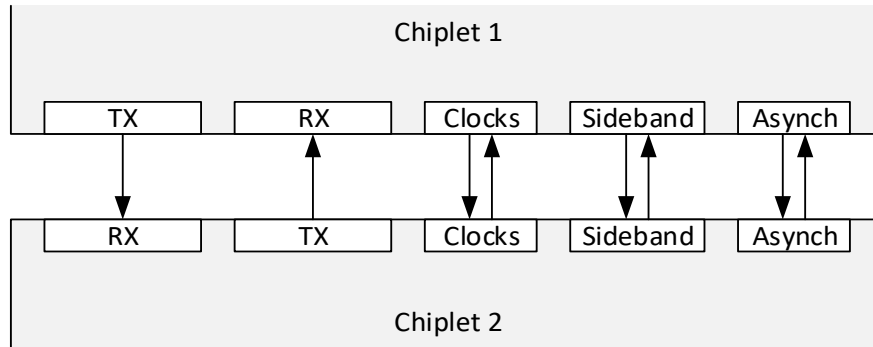 Chiplet 1
TX RX Clocks Sideband Asynch
RX TX Clocks Sideband Asynch
Chiplet 2